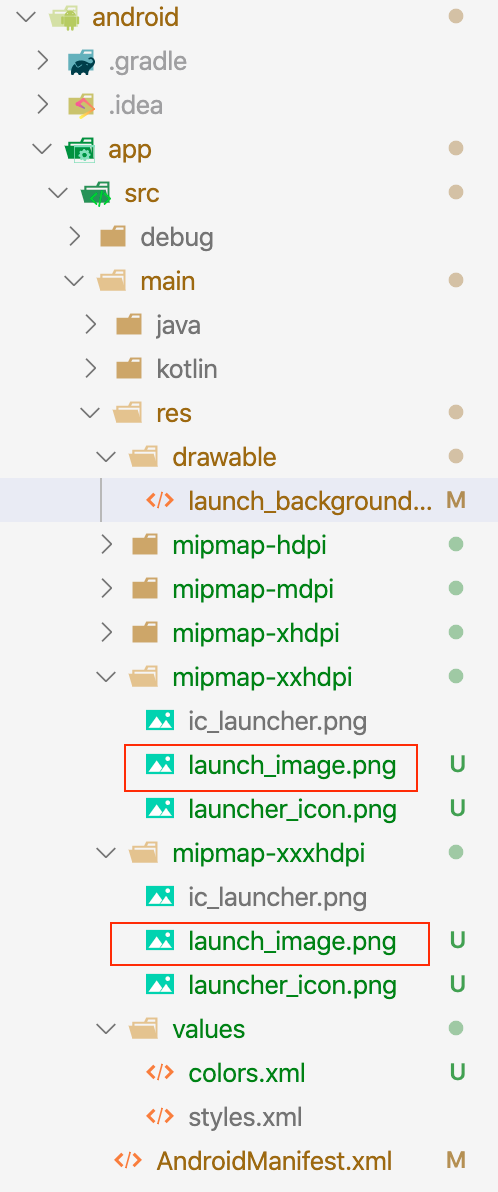 android
.gradle
.idea
app
src
debug
main
java
kotlin
res
drawable
launch_background... M
mipmap-hdpi
mipmap-mdpi
mipmap-xhdpi
mipmap-xxhdpi
ic_launcher.png
launch_image.png U
launcher_icon.png U
mipmap-xxxhdpi
ic_launcher.png
launch_image.png U
launcher_icon.png U
values
colors.xml U
styles.xml
AndroidManifest.xml M